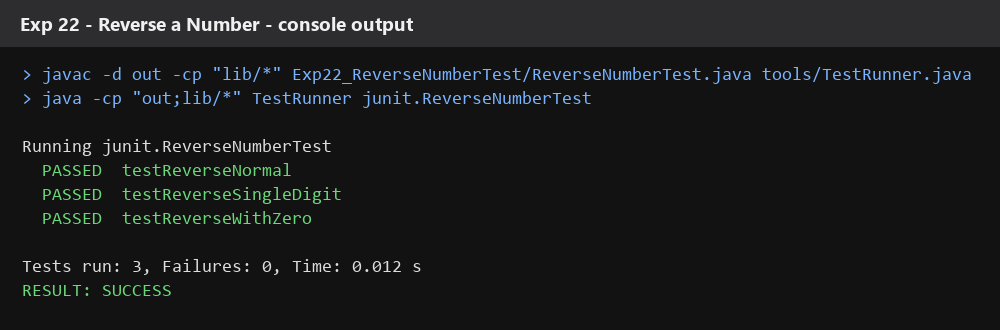 Exp 22 - Reverse a Number - console output
> javac -d out -cp "lib/*" Exp22_ReverseNumberTest/ReverseNumberTest.java tools/TestRunner.java
> java -cp "out;lib/*" TestRunner junit.ReverseNumberTest
Running junit.ReverseNumberTest
PASSED  testReverseNormal
PASSED  testReverseSingleDigit
PASSED  testReverseWithZero
Tests run: 3, Failures: 0, Time: 0.012 s
RESULT: SUCCESS